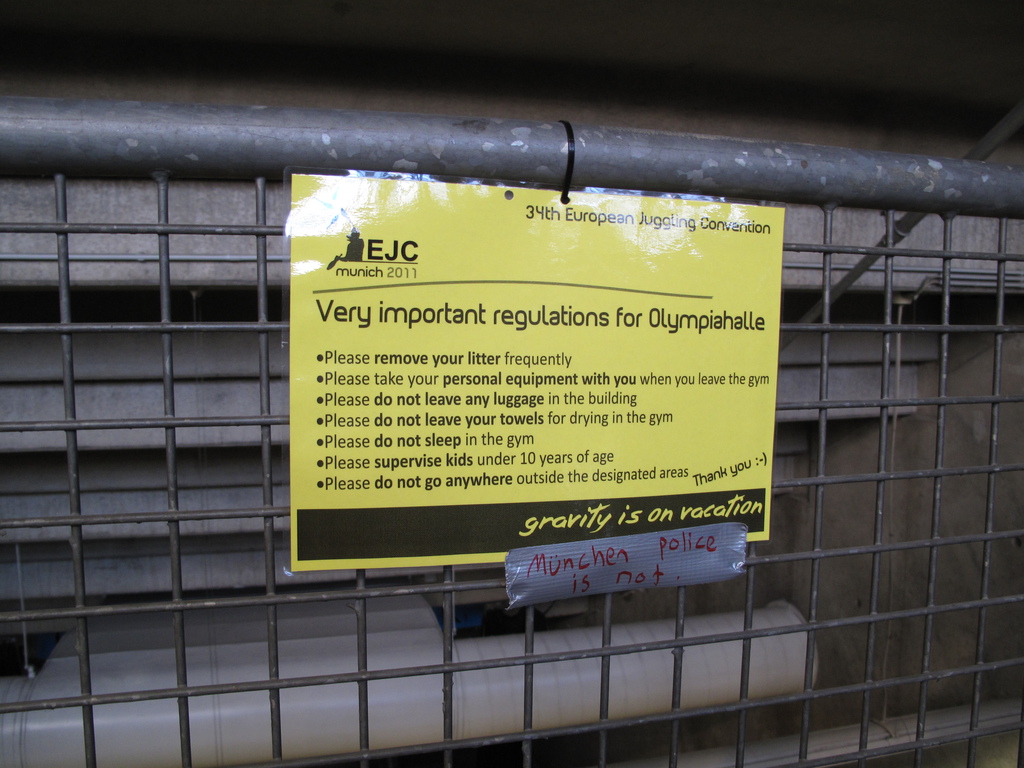 34th European Juggling Convention
EJC
munich 2011
Very important regulations for Olympiahalle
•Please remove your litter frequently
•Please take your personal equipment with you when you leave the gym
•Please do not leave any luggage in the building
•Please do not leave your towels for drying in the gym
•Please do not sleep in the gym
•Please supervise kids under 10 years of age
•Please do not go anywhere outside the designated areas
Thank you :-)
gravity is on vacation
München police
is not.